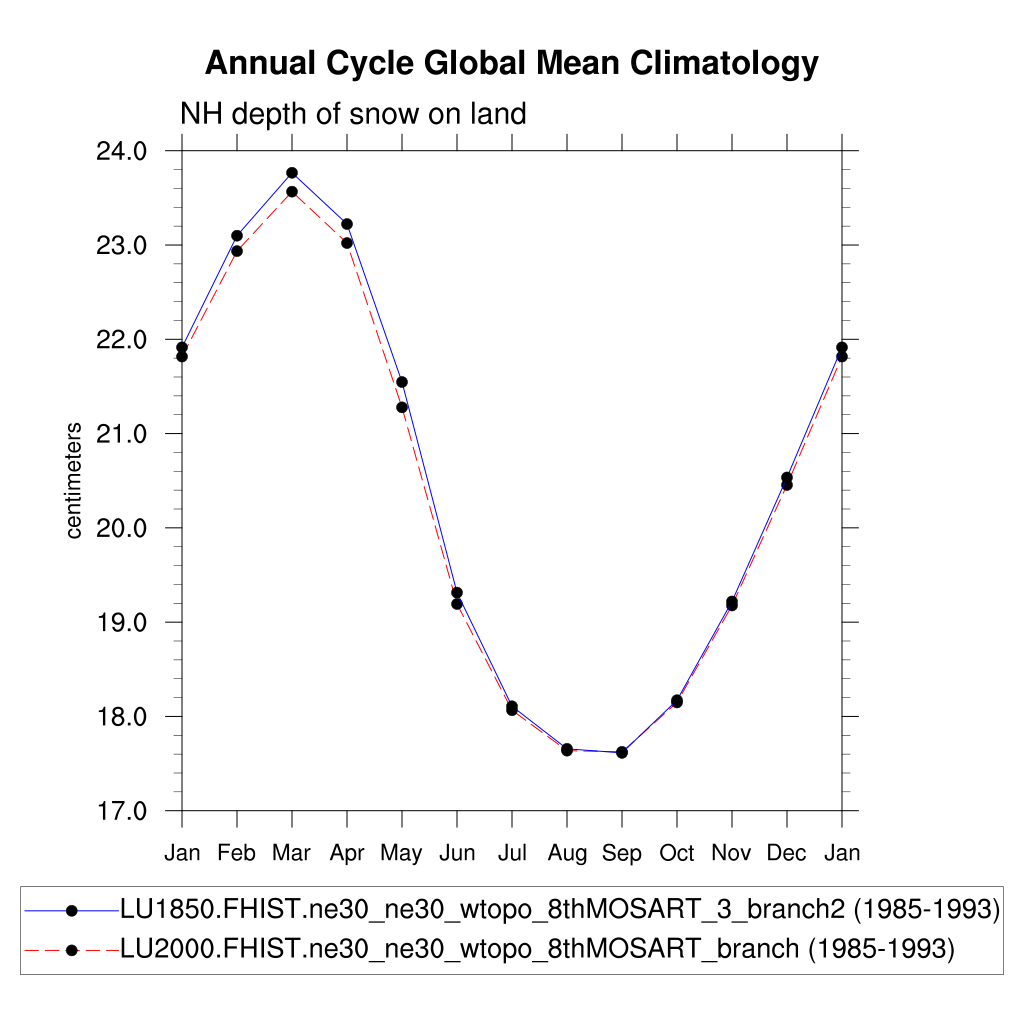 Annual Cycle Global Mean Climatology
NH depth of snow on land
24.0
23.0
22.0
21.0
20.0
19.0
18.0
17.0
centimeters
Jan Feb Mar Apr May Jun Jul Aug Sep Oct Nov Dec Jan
LU1850.FHIST.ne30_ne30_wtopo_8thMOSART_3_branch2 (1985-1993)
LU2000.FHIST.ne30_ne30_wtopo_8thMOSART_branch (1985-1993)